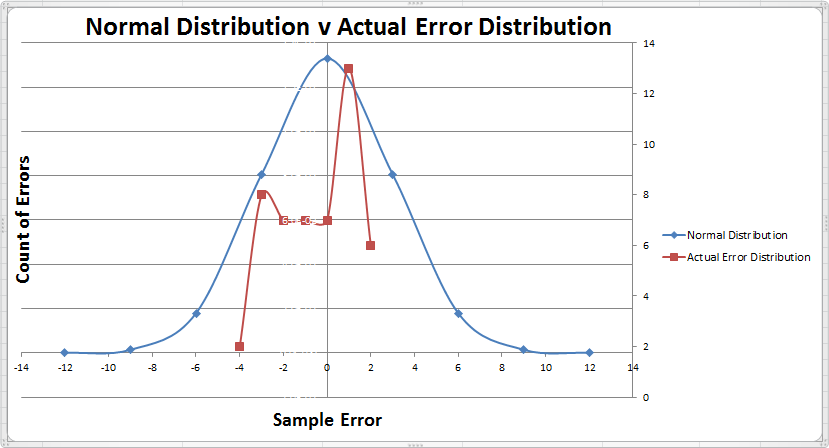 Normal Distribution v Actual Error Distribution
14
12
10
8
6
4
2
0
Count of Errors
Normal Distribution
Actual Error Distribution
-14 -12 -10 -8 -6 -4 -2 0 2 4 6 8 10 12 14
Sample Error